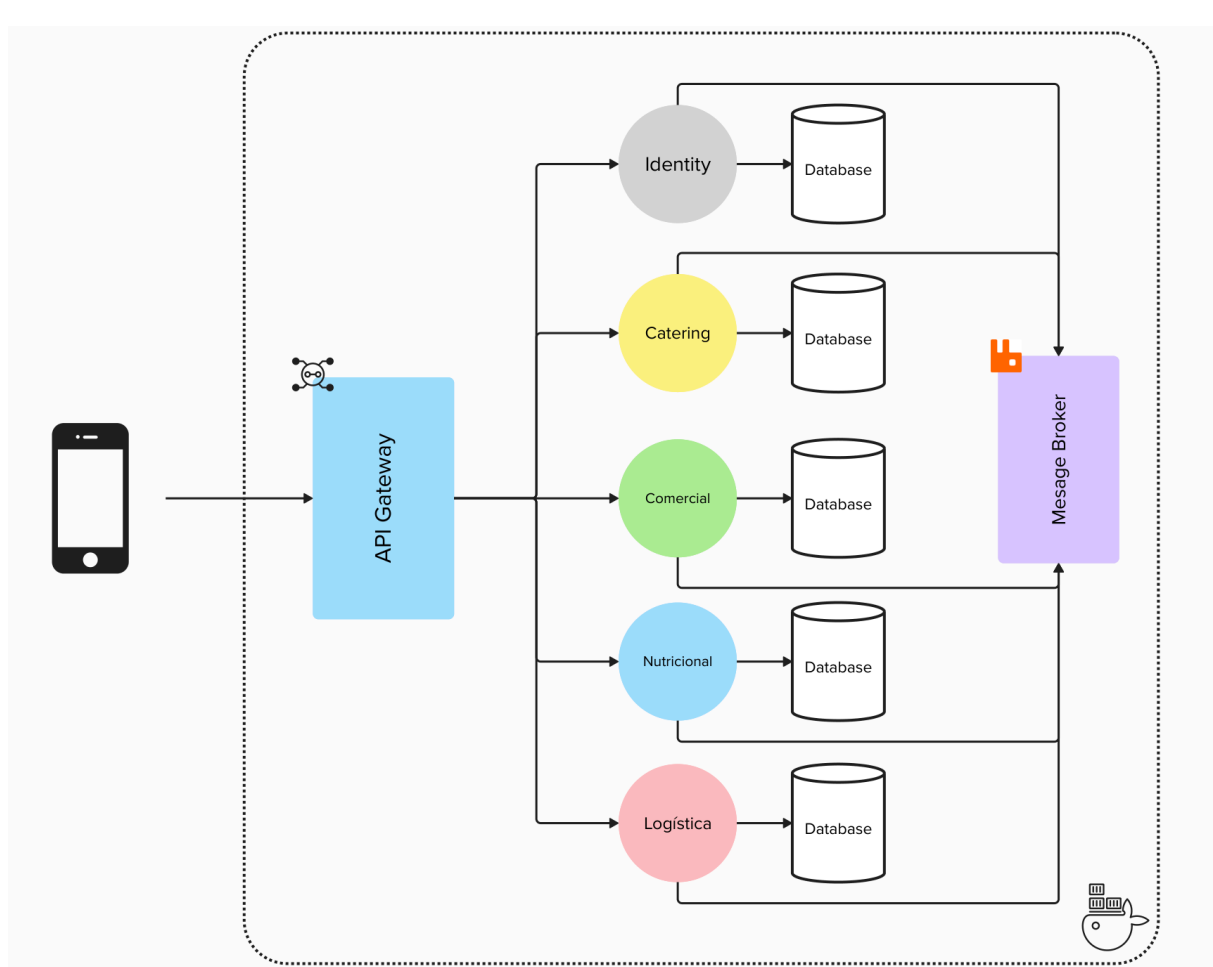 Identity
Database
Catering
Database
API Gateway
Comercial
Database
Mesage Broker
Nutricional
Database
Logística
Database